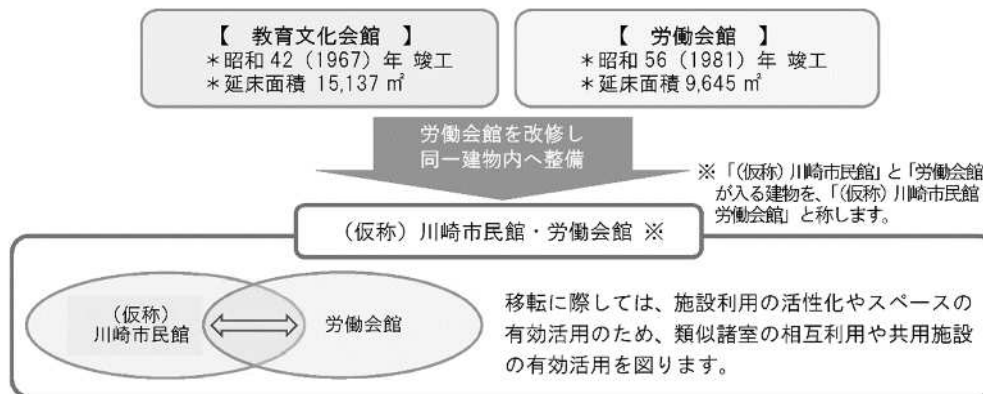 【 教育文化会館 】
＊昭和 42（1967）年 竣工
＊延床面積 15,137 ㎡
【 労働会館 】
＊昭和 56（1981）年 竣工
＊延床面積 9,645 ㎡
労働会館を改修し
同一建物内へ整備
※「(仮称) 川崎市民館」と「労働会館
が入る建物を、「(仮称) 川崎市民館
労働会館」と称します。
（仮称）川崎市民館・労働会館 ※
（仮称）
川崎市民館
労働会館
移転に際しては、施設利用の活性化やスペースの
有効活用のため、類似諸室の相互利用や共用施設
の有効活用を図ります。